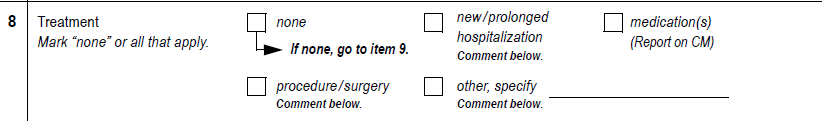 8 Treatment
Mark “none” or all that apply.
none
If none, go to item 9.
new/prolonged
hospitalization
Comment below.
medication(s)
(Report on CM)
procedure/surgery
Comment below.
other, specify
Comment below.